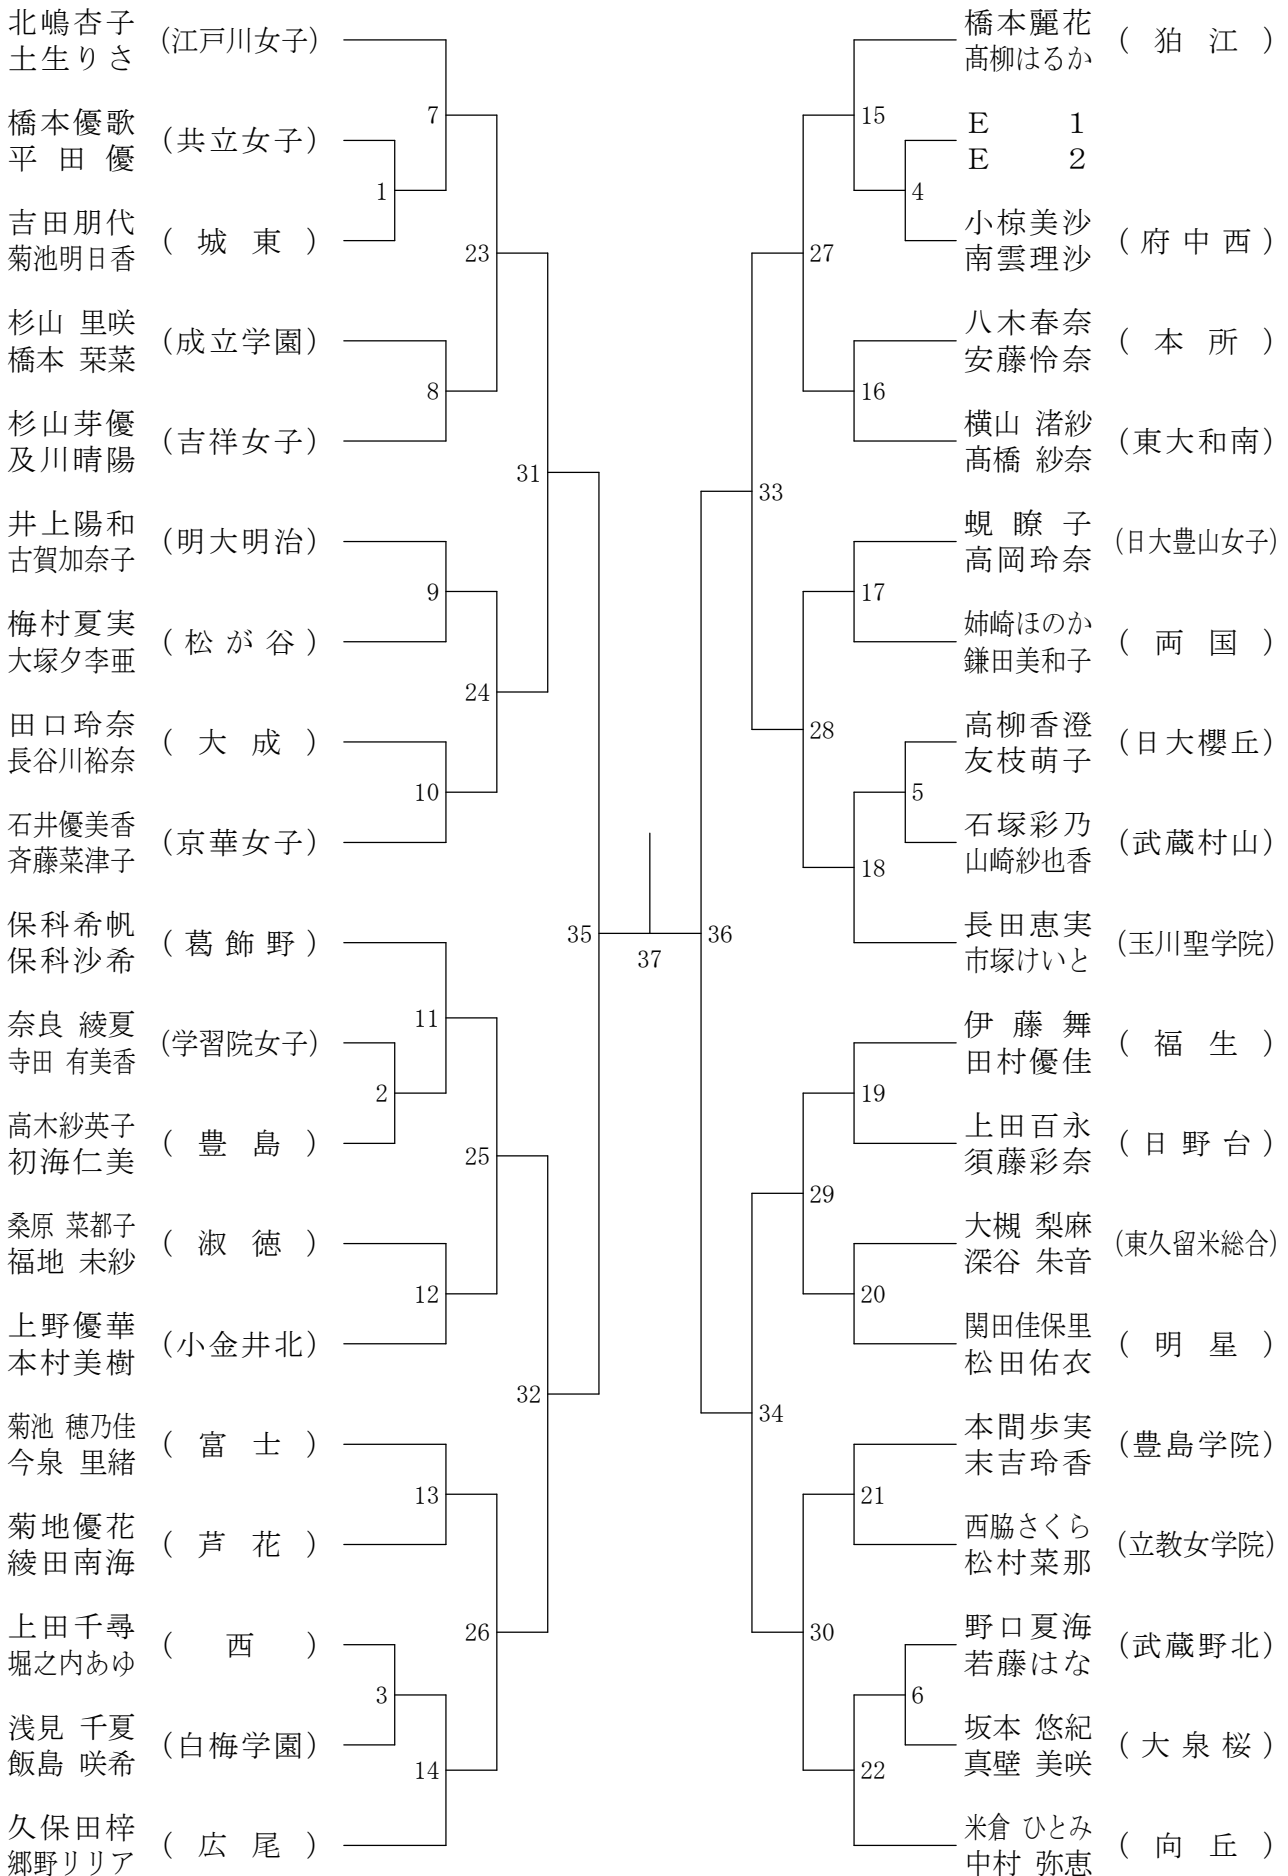 北嶋杏子
土生りさ
(江戸川女子)
橋本優歌
平田優
(共立女子)
吉田朋代
菊池明日香
(城東)
杉山 里咲
橋本 栞菜
(成立学園)
杉山芽優
及川晴陽
(吉祥女子)
井上陽和
古賀加奈子
(明大明治)
梅村夏実
大塚夕李亜
(松が谷)
田口玲奈
長谷川裕奈
(大成)
石井優美香
斉藤菜津子
(京華女子)
保科希帆
保科沙希
(葛飾野)
奈良 綾夏
寺田 有美香
(学習院女子)
高木紗英子
初海仁美
(豊島)
桑原 菜都子
福地 未紗
(淑徳)
上野優華
本村美樹
(小金井北)
菊池 穂乃佳
今泉 里緒
(富士)
菊地優花
綾田南海
(芦花)
上田千尋
堀之内あゆ
(西)
浅見 千夏
飯島 咲希
(白梅学園)
久保田梓
郷野リリア
(広尾)
7
1
23
8
31
9
24
10
35
11
2
25
12
32
13
26
3
14
37
36
15
4
27
16
33
17
28
5
18
19
29
20
34
21
30
6
22
橋本麗花
髙柳はるか
(狛江)
E 1
E 2
小椋美沙
南雲理沙
(府中西)
八木春奈
安藤怜奈
(本所)
横山 渚紗
髙橋 紗奈
(東大和南)
蜆瞭子
高岡玲奈
(日大豊山女子)
姉崎ほのか
鎌田美和子
(両国)
高柳香澄
友枝萌子
(日大櫻丘)
石塚彩乃
山崎紗也香
(武蔵村山)
長田恵実
市塚けいと
(玉川聖学院)
伊藤舞
田村優佳
(福生)
上田百永
須藤彩奈
(日野台)
大槻 梨麻
深谷 朱音
(東久留米総合)
関田佳保里
松田佑衣
(明星)
本間歩実
末吉玲香
(豊島学院)
西脇さくら
松村菜那
(立教女学院)
野口夏海
若藤はな
(武蔵野北)
坂本 悠紀
真壁 美咲
(大泉桜)
米倉 ひとみ
中村 弥恵
(向丘)